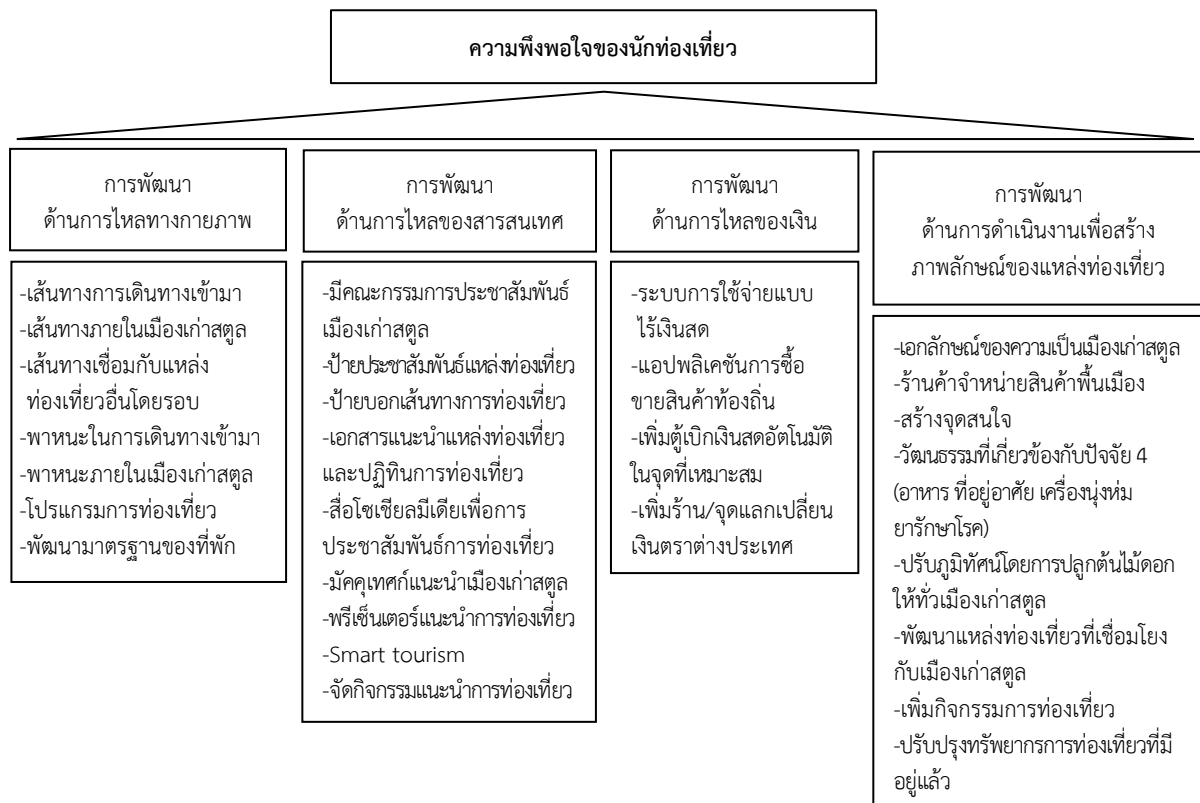 ความพึงพอใจของนักท่องเที่ยว
การพัฒนา
ด้านการไหลทางกายภาพ
-เส้นทางการเดินทางเข้ามา
-เส้นทางภายในเมืองเก่าสตูล
-เส้นทางเชื่อมกับแหล่ง
ท่องเที่ยวอื่นโดยรอบ
-พาหนะในการเดินทางเข้ามา
-พาหนะภายในเมืองเก่าสตูล
-โปรแกรมการท่องเที่ยว
-พัฒนามาตรฐานของที่พัก
การพัฒนา
ด้านการไหลของสารสนเทศ
-มีคณะกรรมการประชาสัมพันธ์
เมืองเก่าสตูล
-ป้ายประชาสัมพันธ์แหล่งท่องเที่ยว
-ป้ายบอกเส้นทางการท่องเที่ยว
-เอกสารแนะนำแหล่งท่องเที่ยว
และปฏิทินการท่องเที่ยว
-สื่อโซเชียลมีเดียเพื่อการ
ประชาสัมพันธ์การท่องเที่ยว
-มัคคุเทศก์แนะนำเมืองเก่าสตูล
-พรีเซ็นเตอร์แนะนำการท่องเที่ยว
-Smart tourism
-จัดกิจกรรมแนะนำการท่องเที่ยว
การพัฒนา
ด้านการไหลของเงิน
-ระบบการใช้จ่ายแบบ
ไร้เงินสด
-แอปพลิเคชันการซื้อ
ขายสินค้าท้องถิ่น
-เพิ่มตู้เบิกเงินสดอัตโนมัติ
ในจุดที่เหมาะสม
-เพิ่มร้าน/จุดแลกเปลี่ยน
เงินตราต่างประเทศ
การพัฒนา
ด้านการดำเนินงานเพื่อสร้าง
ภาพลักษณ์ของแหล่งท่องเที่ยว
-เอกลักษณ์ของความเป็นเมืองเก่าสตูล
-ร้านค้าจำหน่ายสินค้าพื้นเมือง
-สร้างจุดสนใจ
-วัฒนธรรมที่เกี่ยวข้องกับปัจจัย 4
(อาหาร ที่อยู่อาศัย เครื่องนุ่งห่ม
ยารักษาโรค)
-ปรับภูมิทัศน์โดยการปลูกต้นไม้ดอก
ให้ทั่วเมืองเก่าสตูล
-พัฒนาแหล่งท่องเที่ยวที่เชื่อมโยง
กับเมืองเก่าสตูล
-เพิ่มกิจกรรมการท่องเที่ยว
-ปรับปรุงทรัพยากรการท่องเที่ยวที่มี
อยู่แล้ว